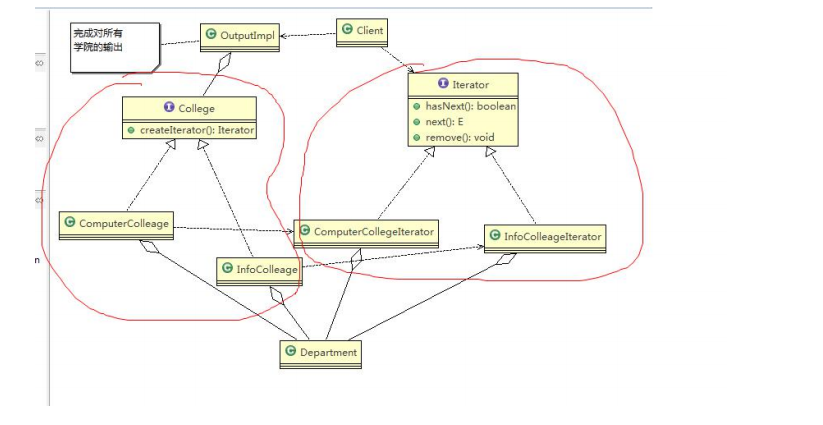 完成对所有
学院的输出
OutputImpl
Client
Iterator
hasNext(): boolean
next(): E
remove(): void
College
createIterator(): Iterator
ComputerColleage
ComputerCollegeIterator
InfoColleageIterator
n
InfoColleage
Department